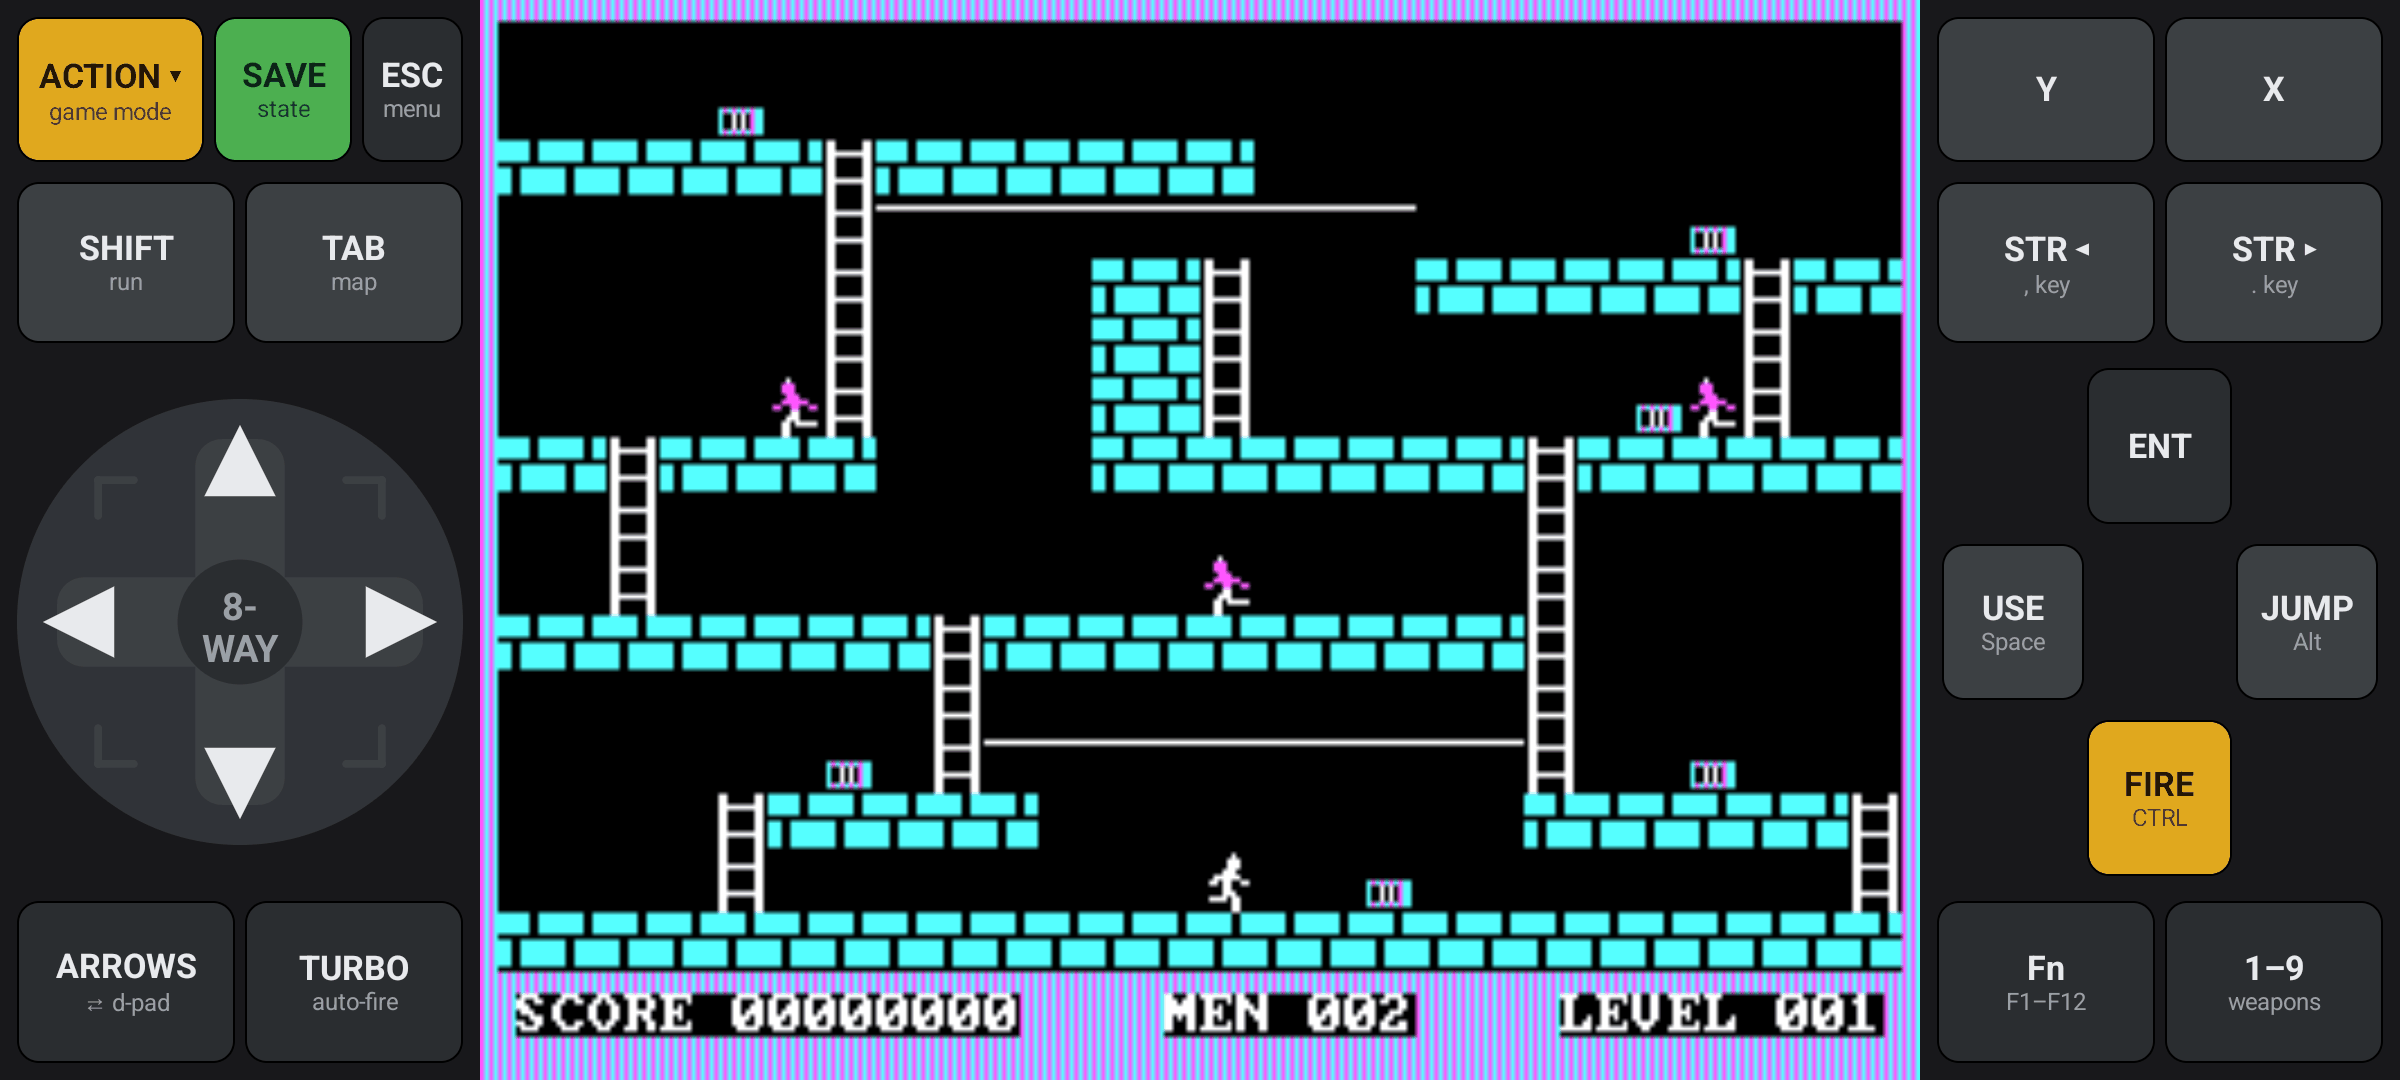 ACTION ▾
game mode
SAVE
state
ESC
menu
SHIFT
run
TAB
map
8-
WAY
ARROWS
⇄ d-pad
TURBO
auto-fire
SCORE 00000000 MEN 002 LEVEL 001
Y
X
STR ◂
, key
STR ▸
. key
ENT
USE
Space
JUMP
Alt
FIRE
CTRL
Fn
F1–F12
1–9
weapons